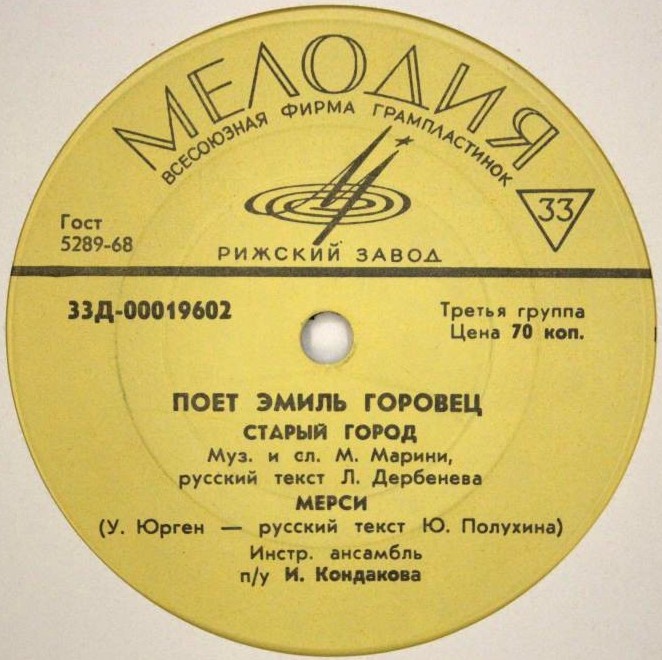 МЕЛОДИЯ
ВСЕСОЮЗНАЯ ФИРМА ГРАМПЛАСТИНОК
33
Гост
5289-68
РИЖСКИЙ ЗАВОД
33Д-00019602
Третья группа
Цена 70 коп.
ПОЕТ ЭМИЛЬ ГОРОВЕЦ
СТАРЫЙ ГОРОД
Муз. и сл. М. Марини,
русский текст Л. Дербенева
МЕРСИ
(У. Юрген — русский текст Ю. Полухина)
Инстр. ансамбль
п/у И. Кондакова